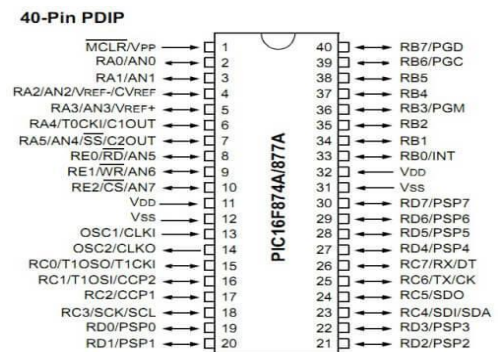 40-Pin PDIP
MCLR/VPP 1 40 RB7/PGD
RA0/AN0 2 39 RB6/PGC
RA1/AN1 3 38 RB5
RA2/AN2/VREF-/CVREF 4 37 RB4
RA3/AN3/VREF+ 5 36 RB3/PGM
RA4/T0CKI/C1OUT 6 35 RB2
RA5/AN4/SS/C2OUT 7 34 RB1
RE0/RD/AN5 8 33 RB0/INT
RE1/WR/AN6 9 32 VDD
RE2/CS/AN7 10 31 VSS
VDD 11 30 RD7/PSP7
VSS 12 29 RD6/PSP6
OSC1/CLKI 13 28 RD5/PSP5
OSC2/CLKO 14 27 RD4/PSP4
RC0/T1OSO/T1CKI 15 26 RC7/RX/DT
RC1/T1OSI/CCP2 16 25 RC6/TX/CK
RC2/CCP1 17 24 RC5/SDO
RC3/SCK/SCL 18 23 RC4/SDI/SDA
RD0/PSP0 19 22 RD3/PSP3
RD1/PSP1 20 21 RD2/PSP2
PIC16F874A/877A